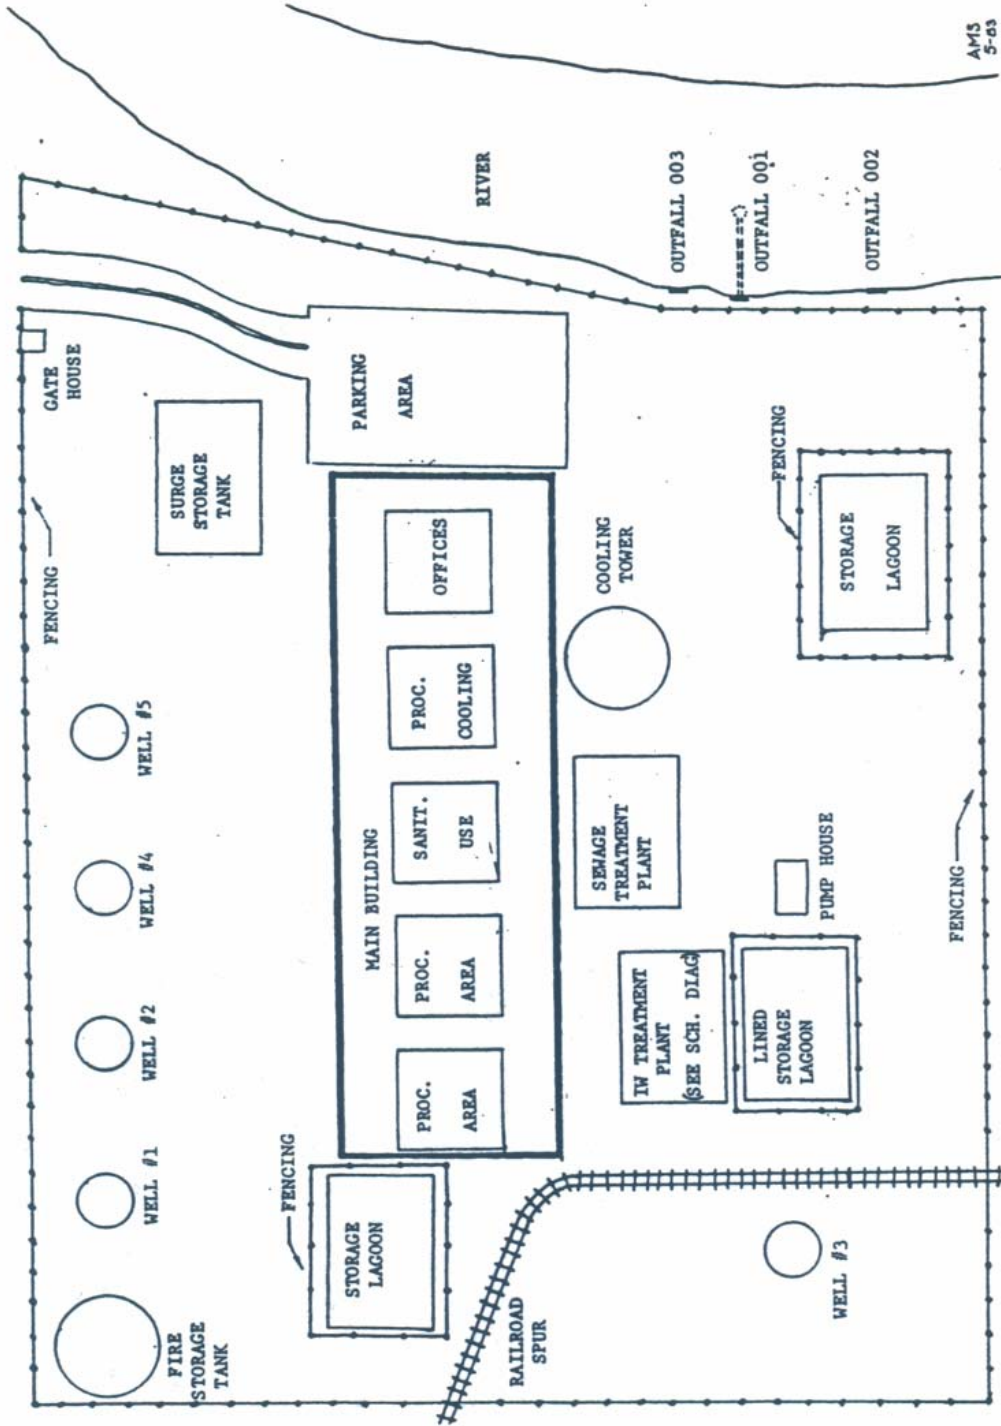 FIRE
STORAGE
TANK
WELL #1
WELL #2
WELL #4
WELL #5
FENCING
GATE
HOUSE
SURGE
STORAGE
TANK
FENCING
STORAGE
LAGOON
MAIN BUILDING
PROC.
AREA
PROC.
AREA
SANIT.
USE
PROC.
COOLING
OFFICES
PARKING
AREA
RIVER
RAILROAD
SPUR
IW TREATMENT
PLANT
(SEE SCH. DIAG)
SEWAGE
TREATMENT
PLANT
COOLING
TOWER
OUTFALL 003
OUTFALL 001
OUTFALL 002
WELL #3
LINED
STORAGE
LAGOON
PUMP HOUSE
FENCING
STORAGE
LAGOON
FENCING
AMS
5-83